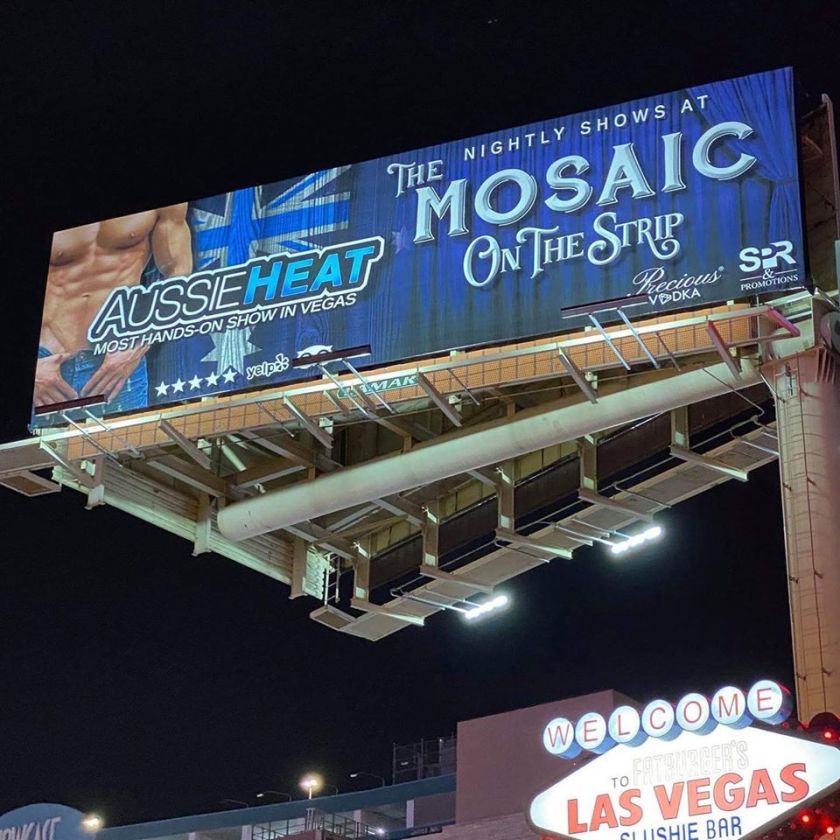 NIGHTLY SHOWS AT
THE
MOSAIC
ON THE STRIP
AUSSIEHEAT
MOST HANDS-ON SHOW IN VEGAS
yelp
Precious®
VODKA
SPR
&
PROMOTIONS
LAMAR
WELCOME
TO FATBURGER'S
LAS VEGAS
SLUSHIE BAR